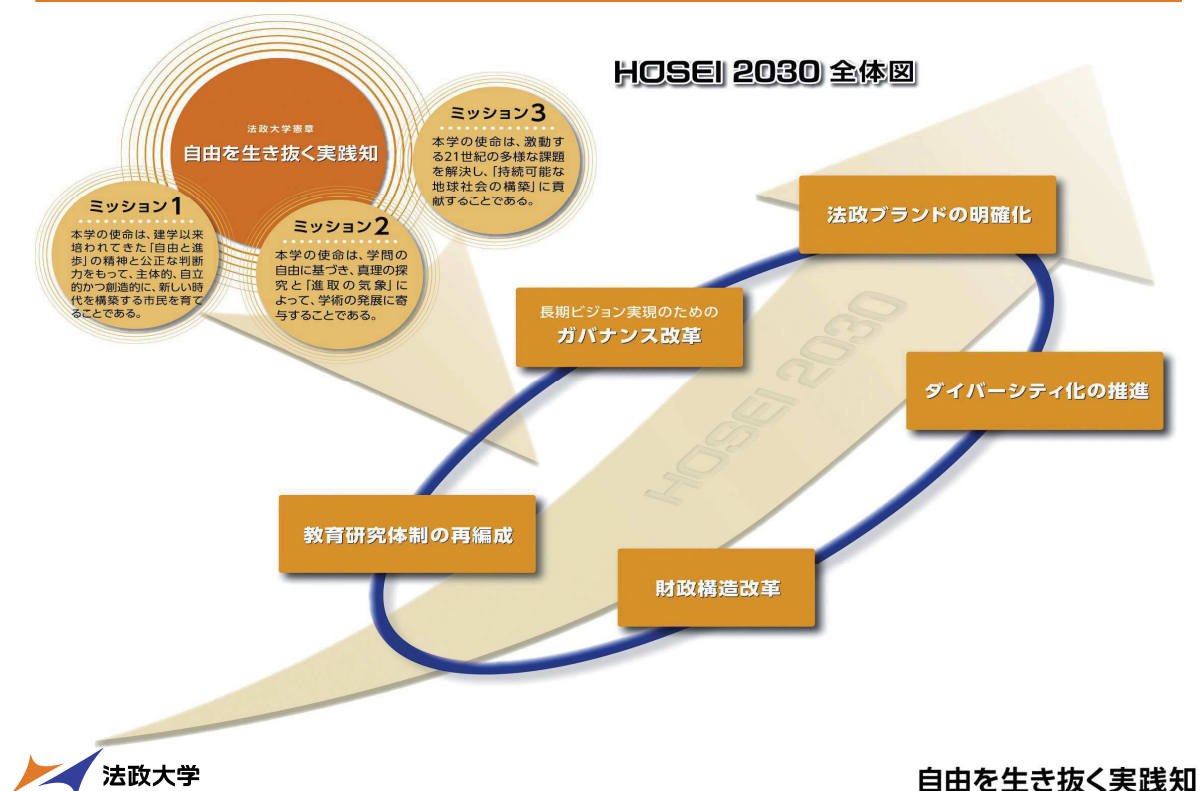 HOSEI 2030 全体図
法政大学憲章
自由を生き抜く実践知
ミッション3
本学の使命は、激動す
る21世紀の多様な課題
を解決し、「持続可能な
地球社会の構築」に貢
献することである。
ミッション1
本学の使命は、建学以来
培われてきた「自由と進
歩」の精神と公正な判断
力をもって、主体的、自立
的かつ創造的に、新しい時
代を構築する市民を育て
ることである。
ミッション2
本学の使命は、学問の
自由に基づき、真理の探
究と「進取の気象」に
よって、学術の発展に寄
与することである。
法政ブランドの明確化
長期ビジョン実現のための
ガバナンス改革
ダイバーシティ化の推進
HOSEI 2030
教育研究体制の再編成
財政構造改革
法政大学
自由を生き抜く実践知